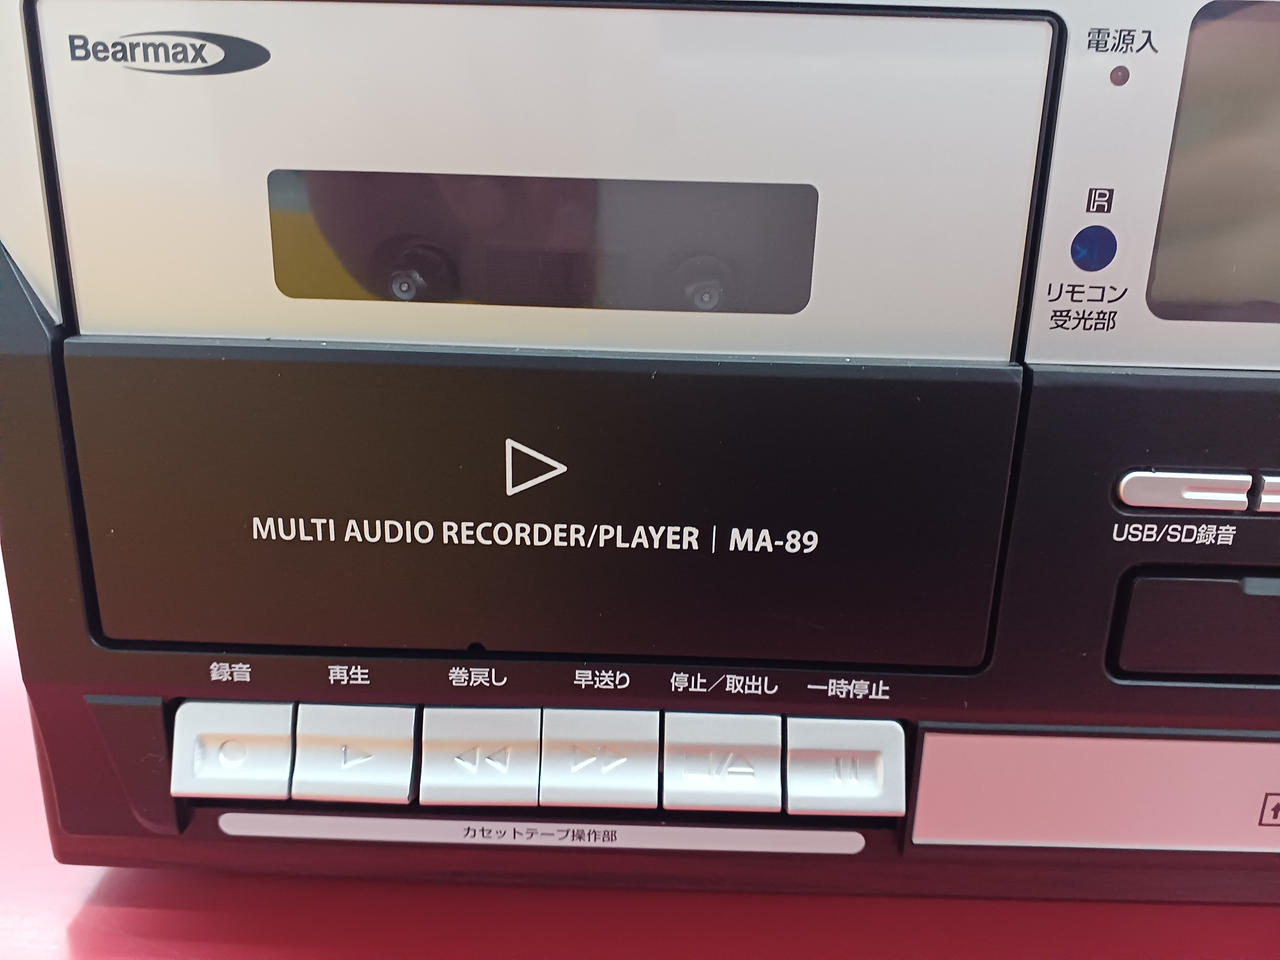 Bearmax
電源入
R
リモコン
受光部
MULTI AUDIO RECORDER/PLAYER | MA-89
USB/SD録音
録音
再生
巻戻し
早送り
停止/取出し
一時停止
カセットテープ操作部